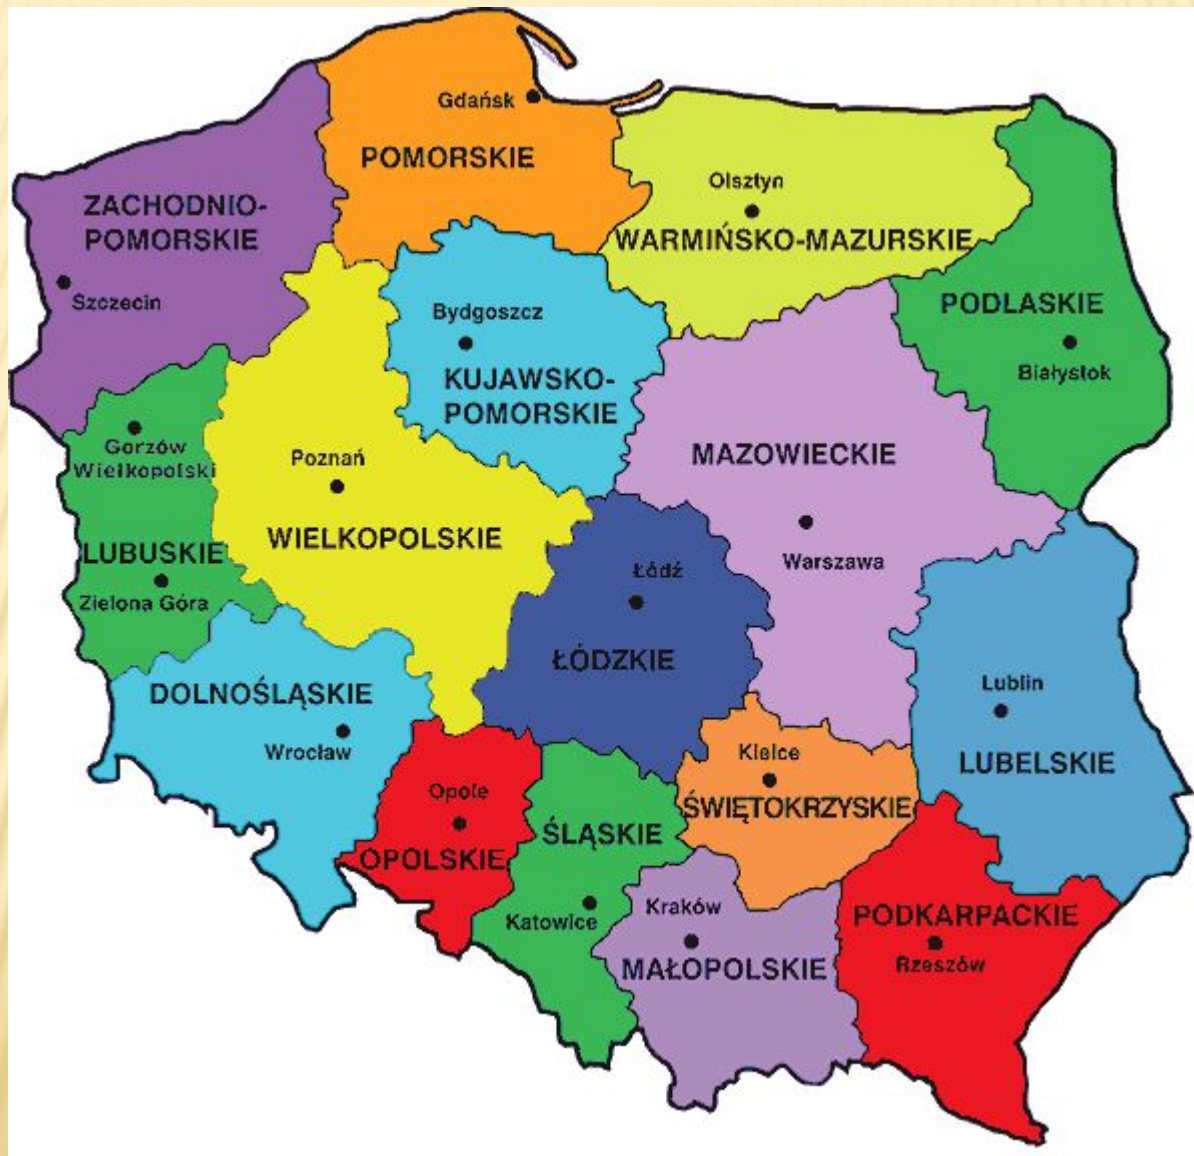 Gdańsk
POMORSKIE
ZACHODNIO-
POMORSKIE
Szczecin
Olsztyn
WARMIŃSKO-MAZURSKIE
PODLASKIE
Białystok
Bydgoszcz
KUJAWSKO-
POMORSKIE
Gorzów
Wielkopolski
LUBUSKIE
Zielona Góra
Poznań
WIELKOPOLSKIE
MAZOWIECKIE
Warszawa
Łódź
ŁÓDZKIE
DOLNOŚLĄSKIE
Wrocław
Lublin
LUBELSKIE
Opole
OPOLSKIE
ŚLĄSKIE
Katowice
Kielce
ŚWIĘTOKRZYSKIE
Kraków
MAŁOPOLSKIE
PODKARPACKIE
Rzeszów